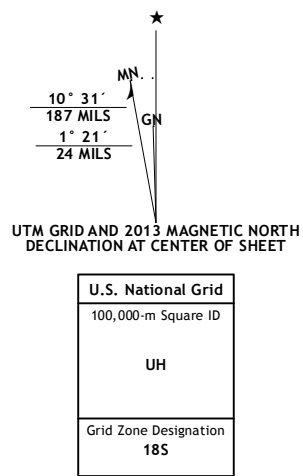 MN
GN
10° 31´
187 MILS
1° 21´
24 MILS
UTM GRID AND 2013 MAGNETIC NORTH
DECLINATION AT CENTER OF SHEET
U.S. National Grid
100,000-m Square ID
UH
Grid Zone Designation
18S